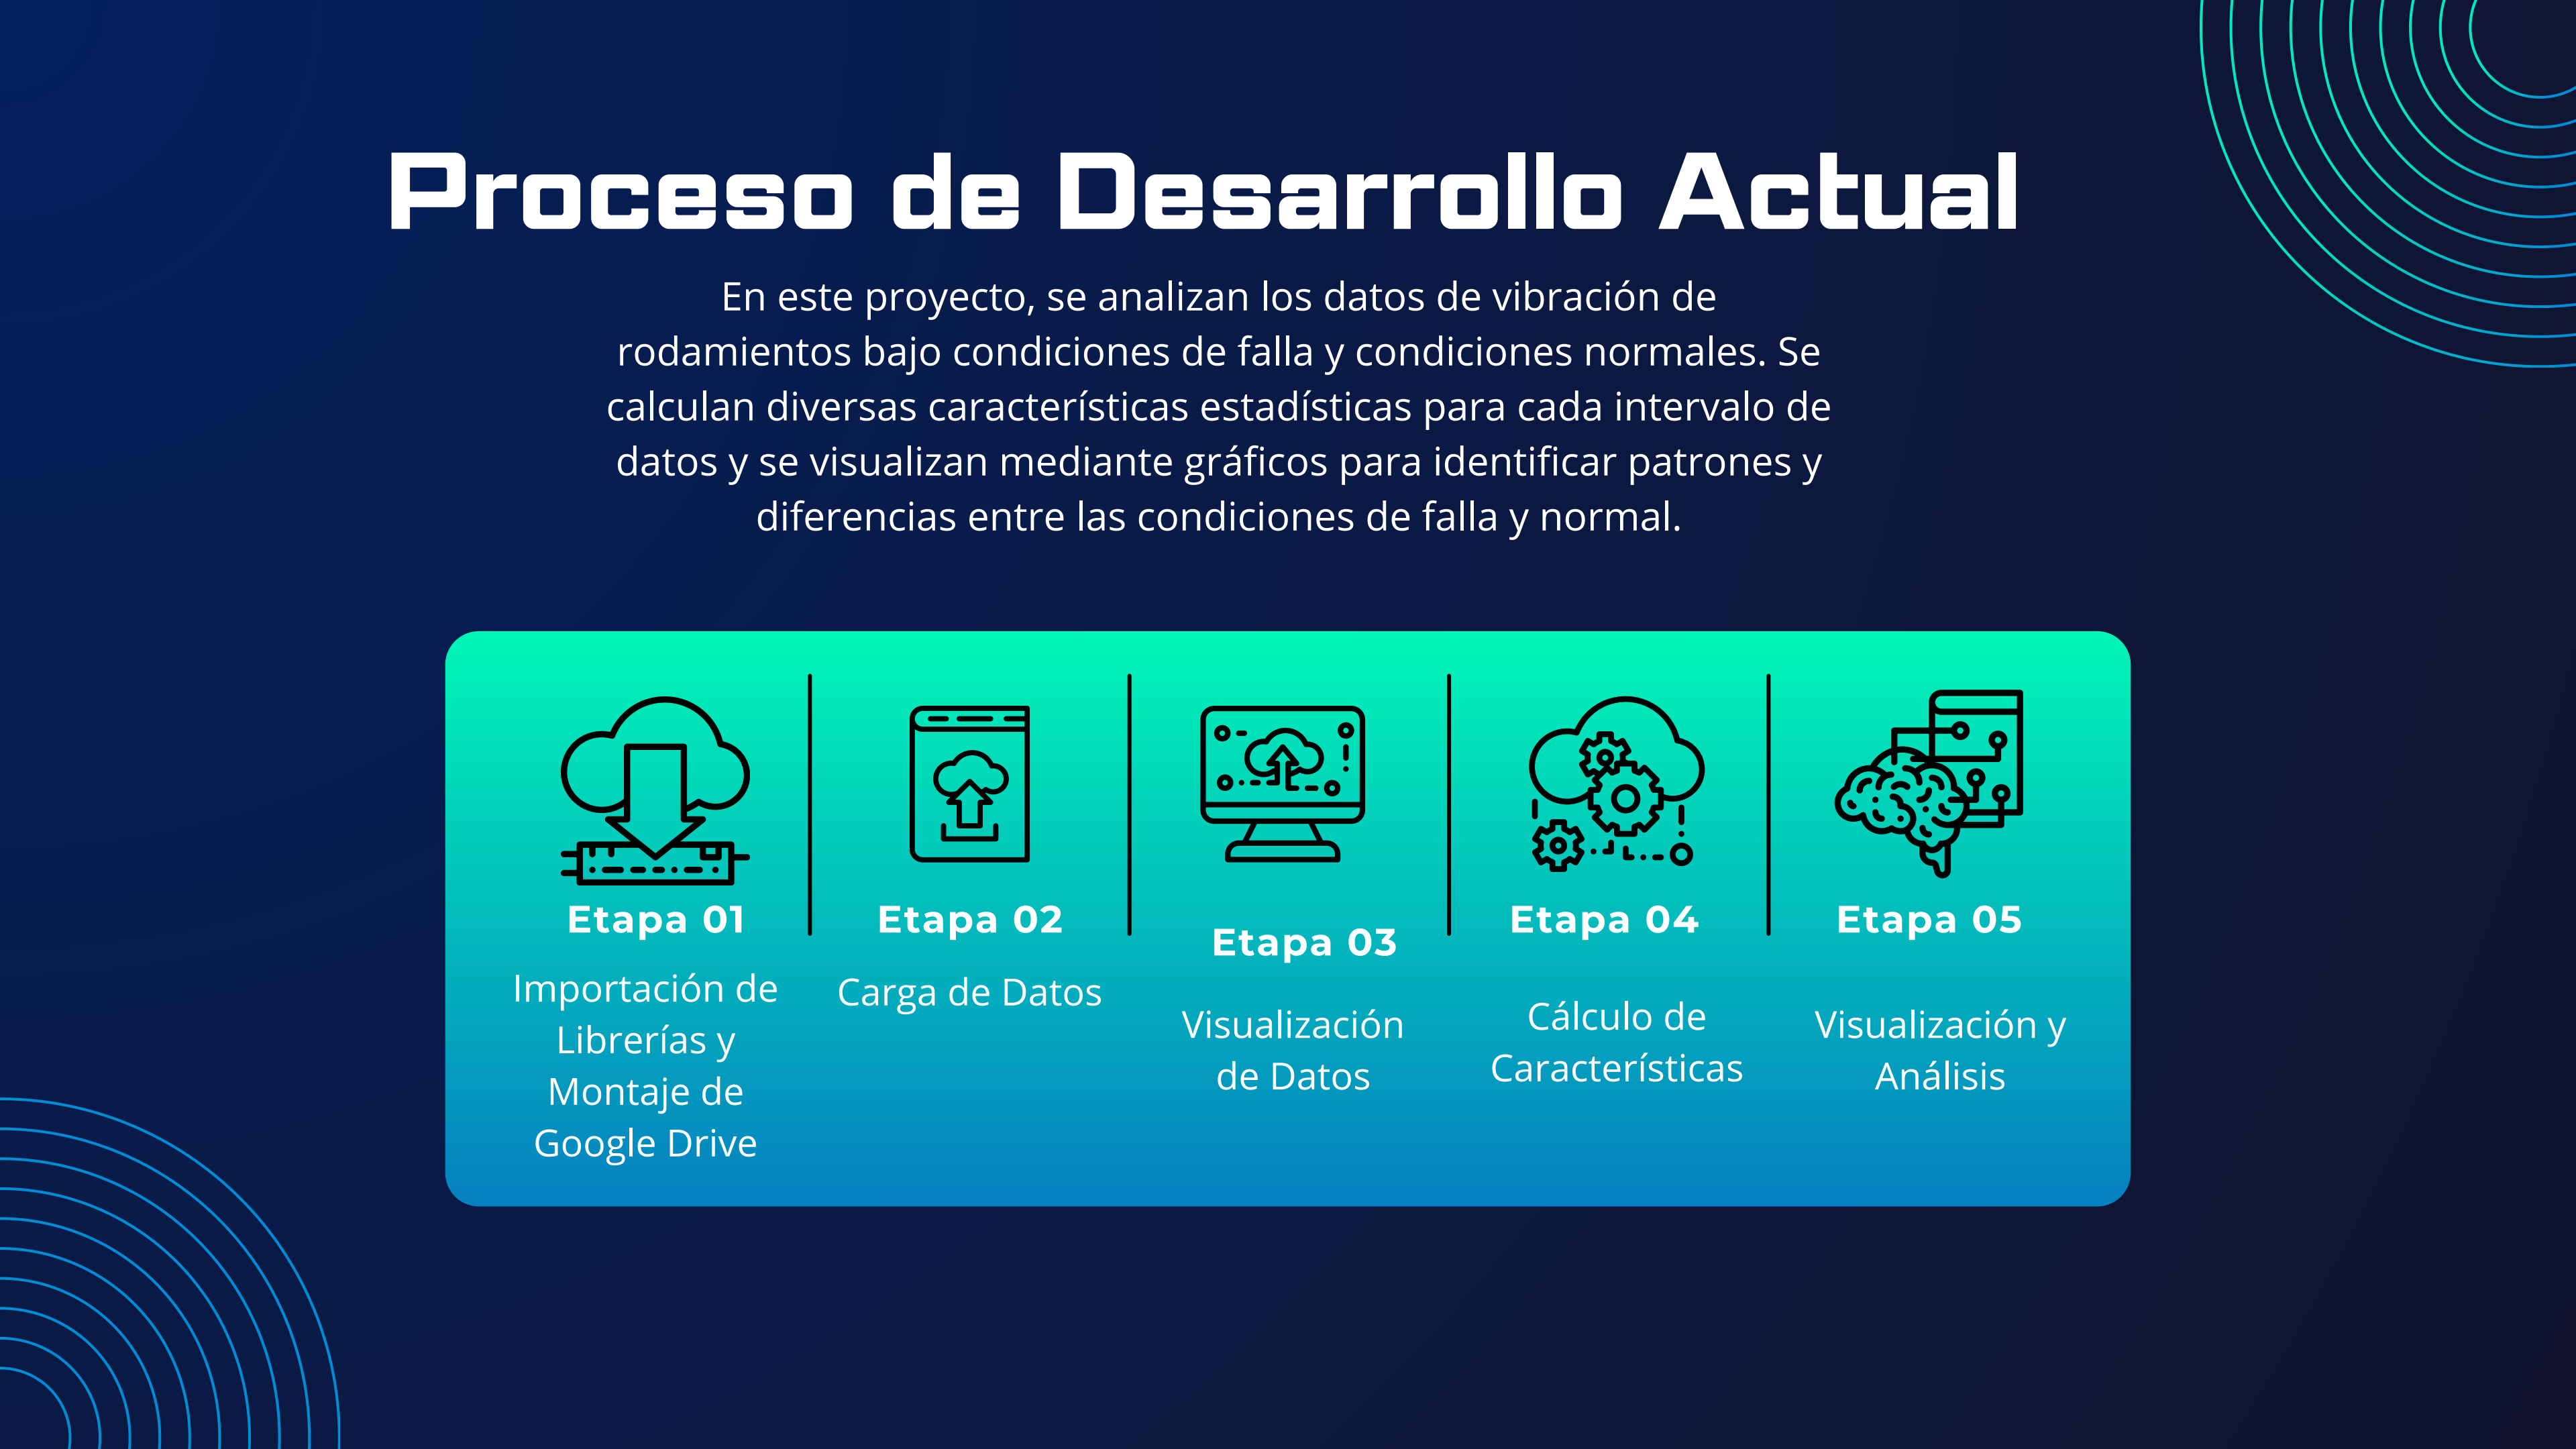 Proceso de Desarrollo Actual
En este proyecto, se analizan los datos de vibración de
rodamientos bajo condiciones de falla y condiciones normales. Se
calculan diversas características estadísticas para cada intervalo de
datos y se visualizan mediante gráficos para identificar patrones y
diferencias entre las condiciones de falla y normal.
Etapa 01
Importación de
Librerías y
Montaje de
Google Drive
Etapa 02
Carga de Datos
Etapa 03
Visualización
de Datos
Etapa 04
Cálculo de
Características
Etapa 05
Visualización y
Análisis